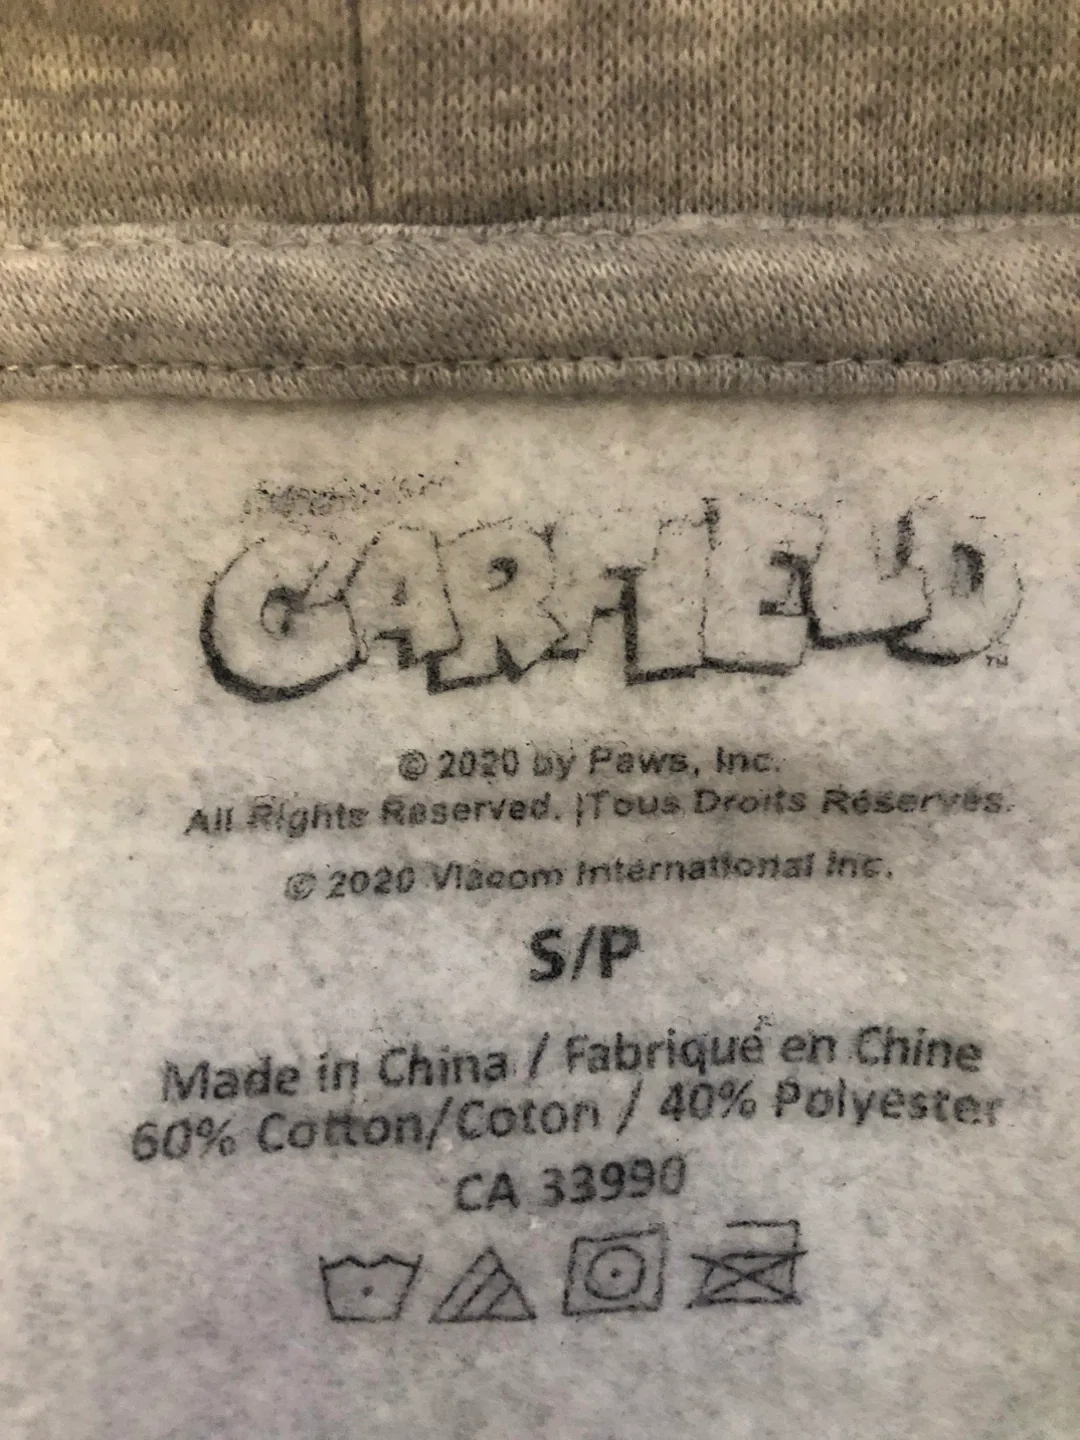 GARFIELD
TM
© 2020 by Paws, Inc.
All Rights Reserved. |Tous Droits Réservés.
© 2020 Viacom International Inc.
S/P
Made in China / Fabriqué en Chine
60% Cotton/Coton / 40% Polyester
CA 33990